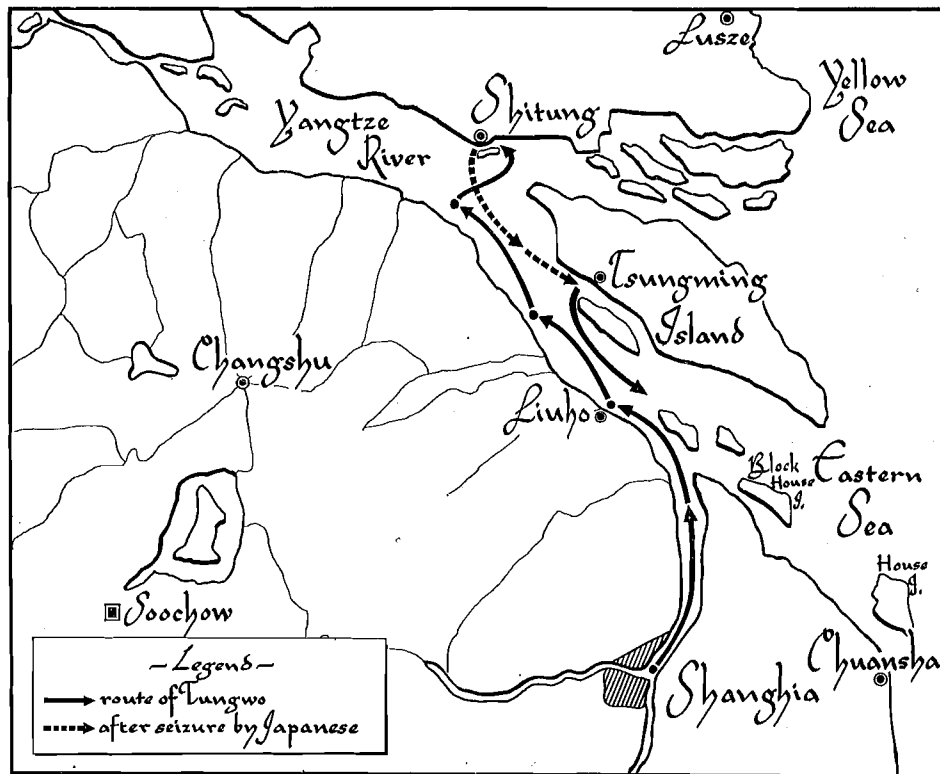 Lusze
Yellow
Sea
Shitung
Yangtze
River
Tsungming
Island
Changshu
Liuho
Block
House
I.
Eastern
Sea
House
I.
Soochow
Chuansha
Shanghia
– Legend –
route of Tungwo
after seizure by Japanese